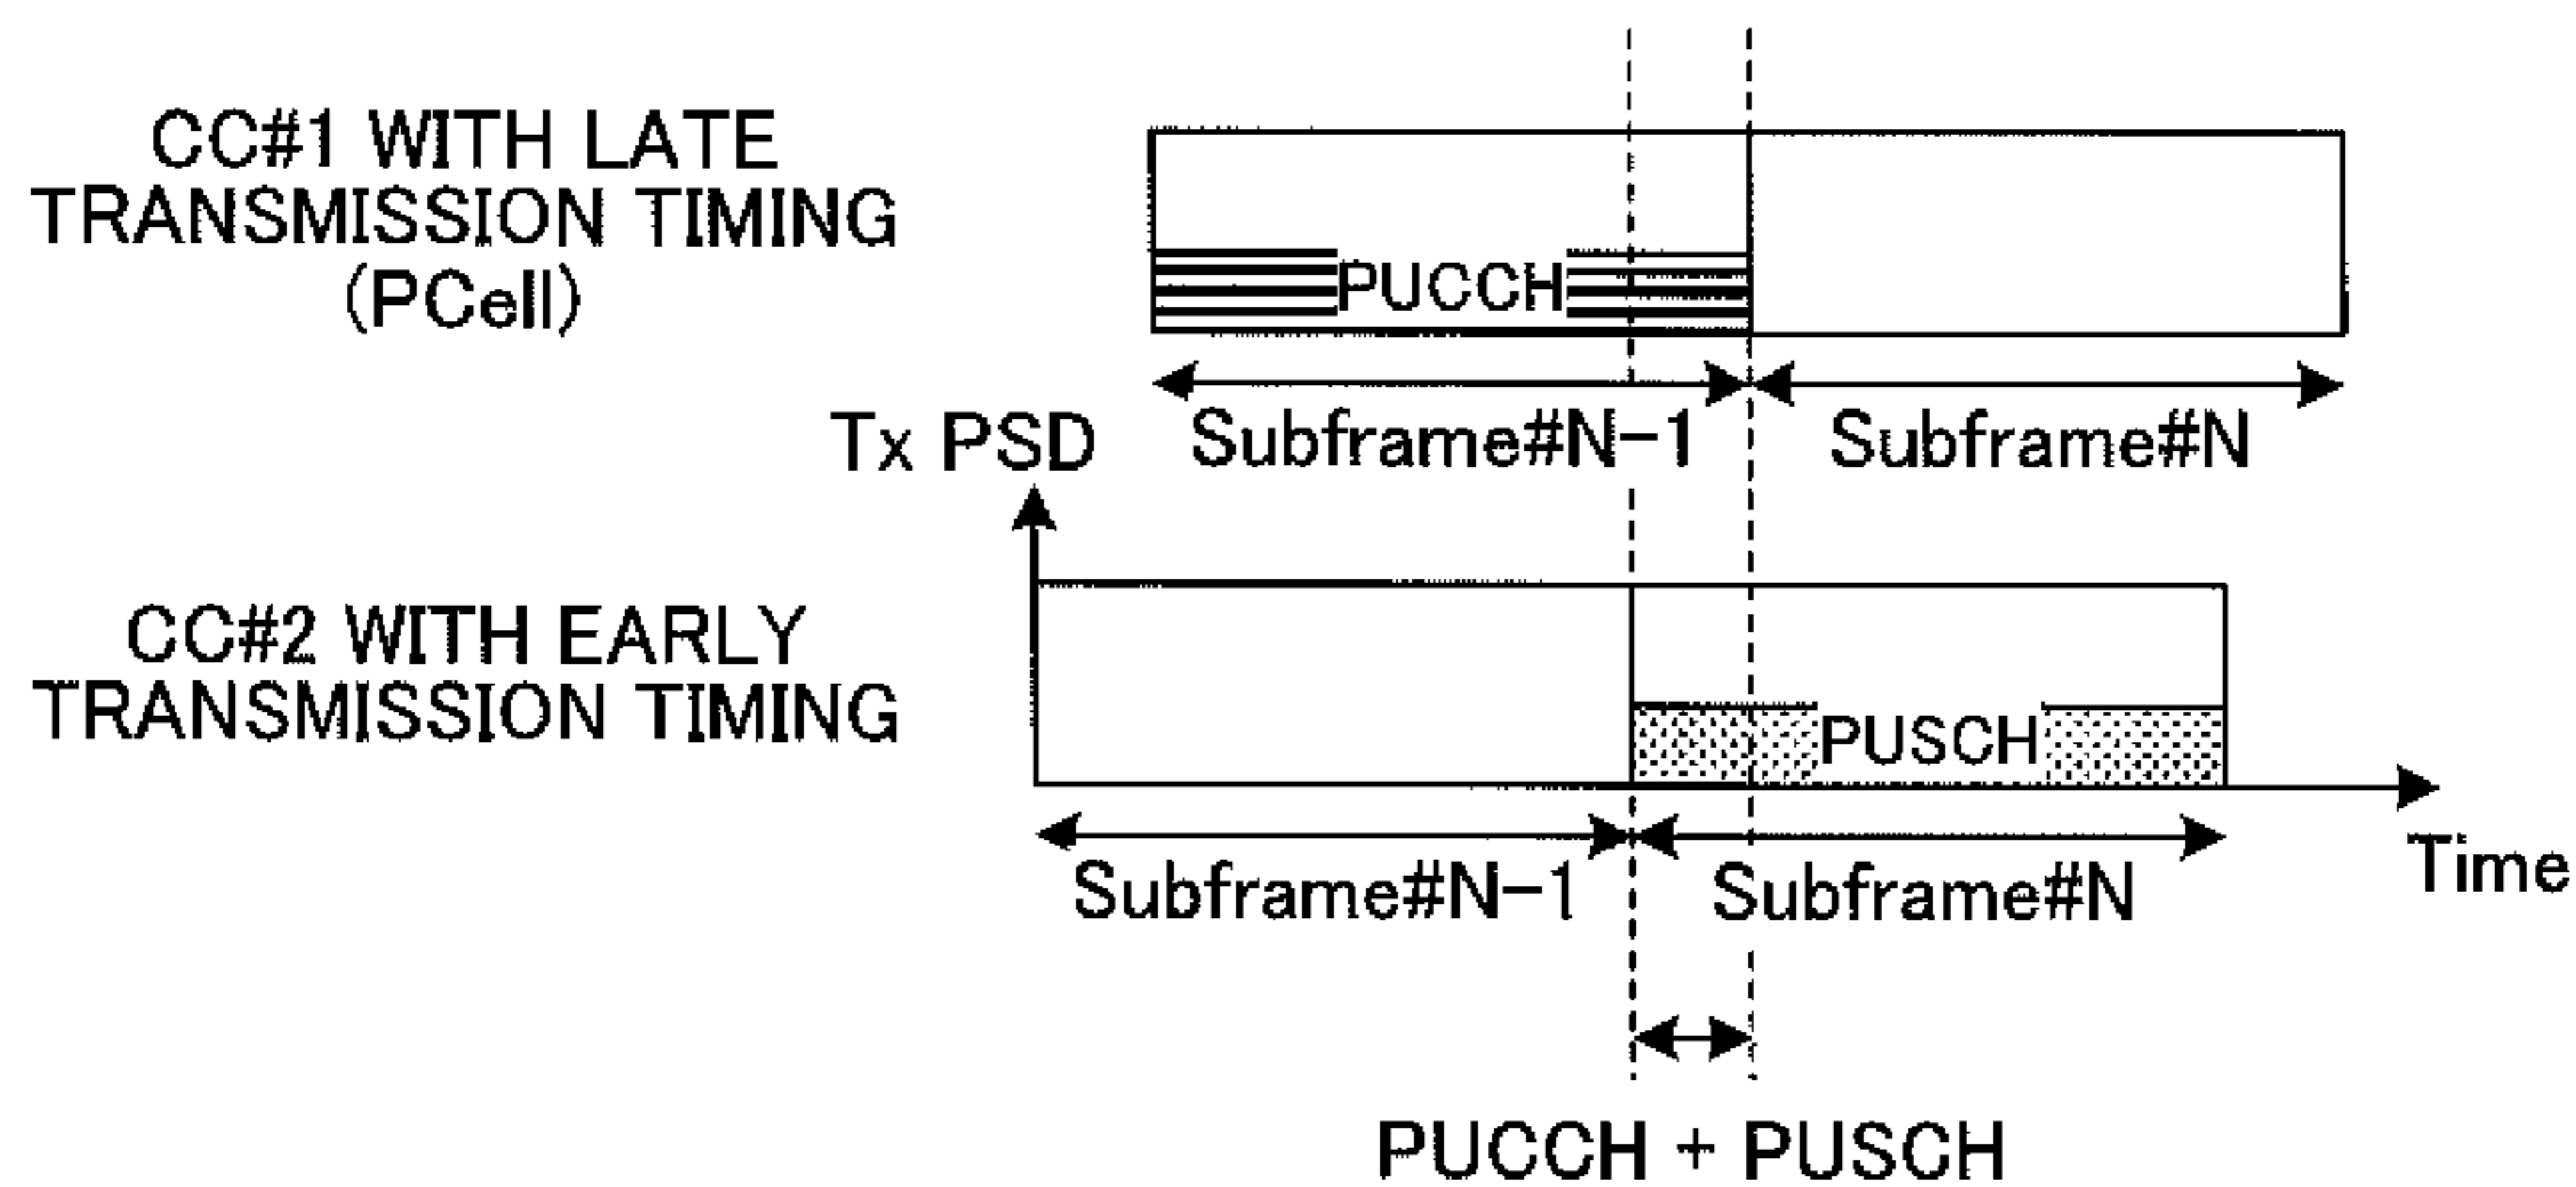 CC#1 WITH LATE
TRANSMISSION TIMING
(PCell)
PUCCH
Subframe#N-1
Subframe#N
Tx PSD
CC#2 WITH EARLY
TRANSMISSION TIMING
PUSCH
Subframe#N-1
Subframe#N
Time
PUCCH + PUSCH